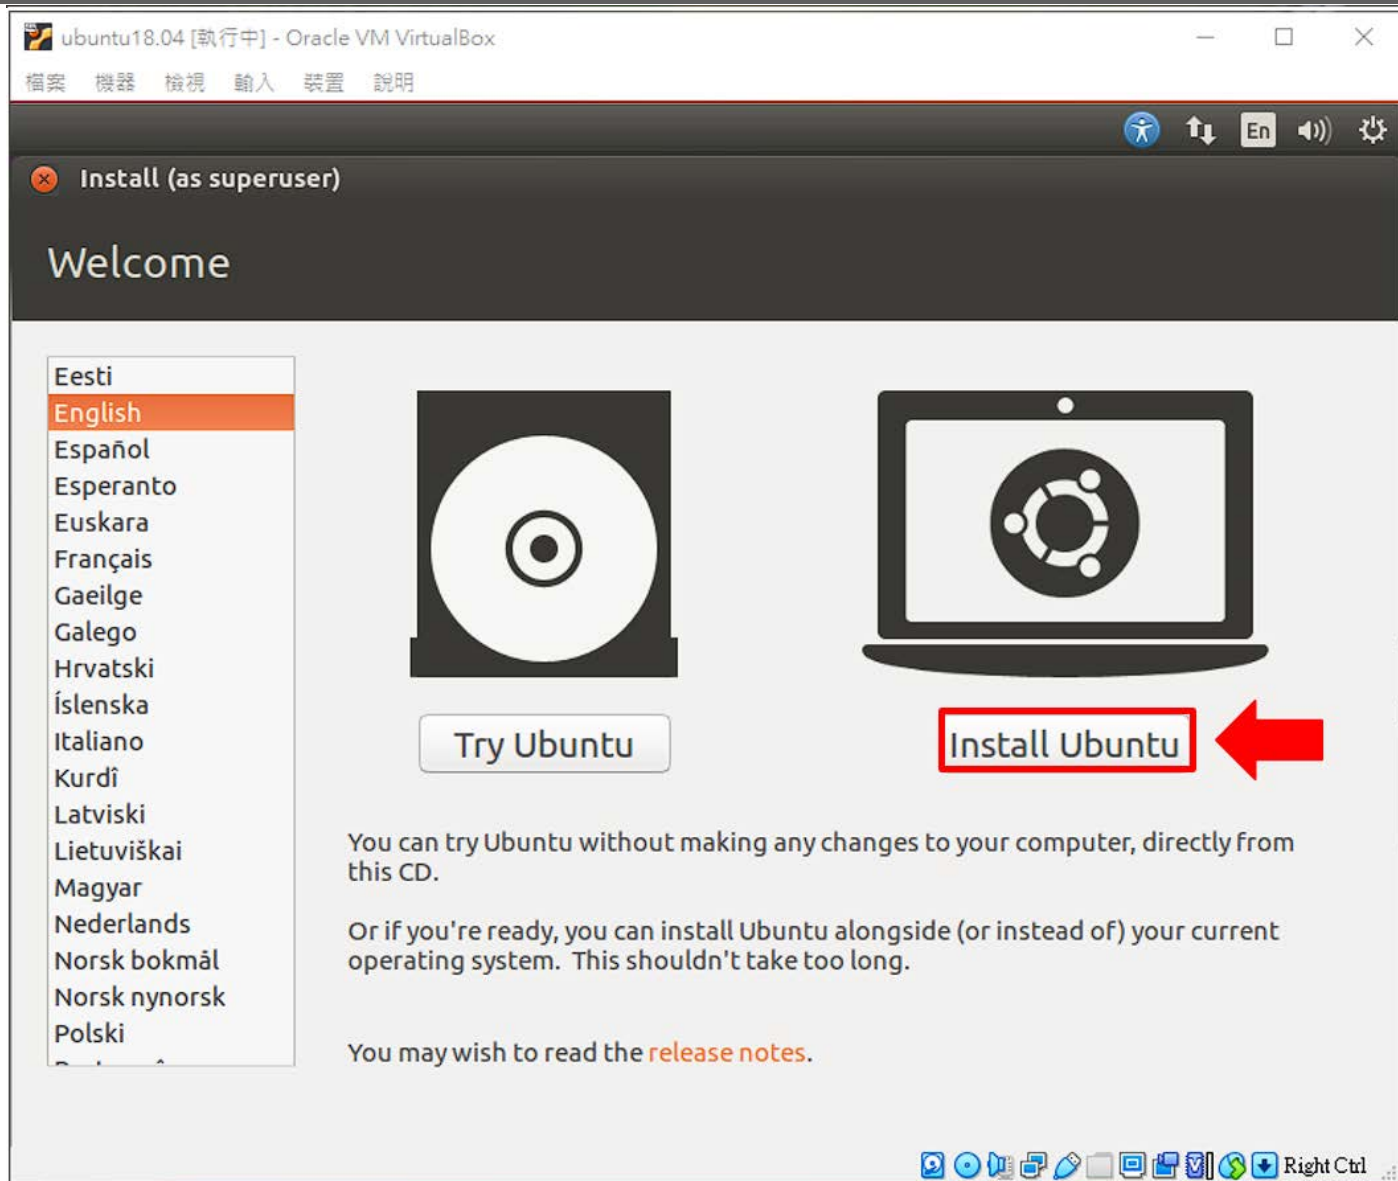 ubuntu18.04 [執行中] - Oracle VM VirtualBox
檔案 機器 檢視 輸入 裝置 說明
En
Install (as superuser)
Welcome
Eesti
English
Español
Esperanto
Euskara
Français
Gaeilge
Galego
Hrvatski
Íslenska
Italiano
Kurdî
Latviski
Lietuviškai
Magyar
Nederlands
Norsk bokmål
Norsk nynorsk
Polski
Try Ubuntu
Install Ubuntu
You can try Ubuntu without making any changes to your computer, directly from
this CD.
Or if you're ready, you can install Ubuntu alongside (or instead of) your current
operating system. This shouldn't take too long.
You may wish to read the release notes.
Right Ctrl